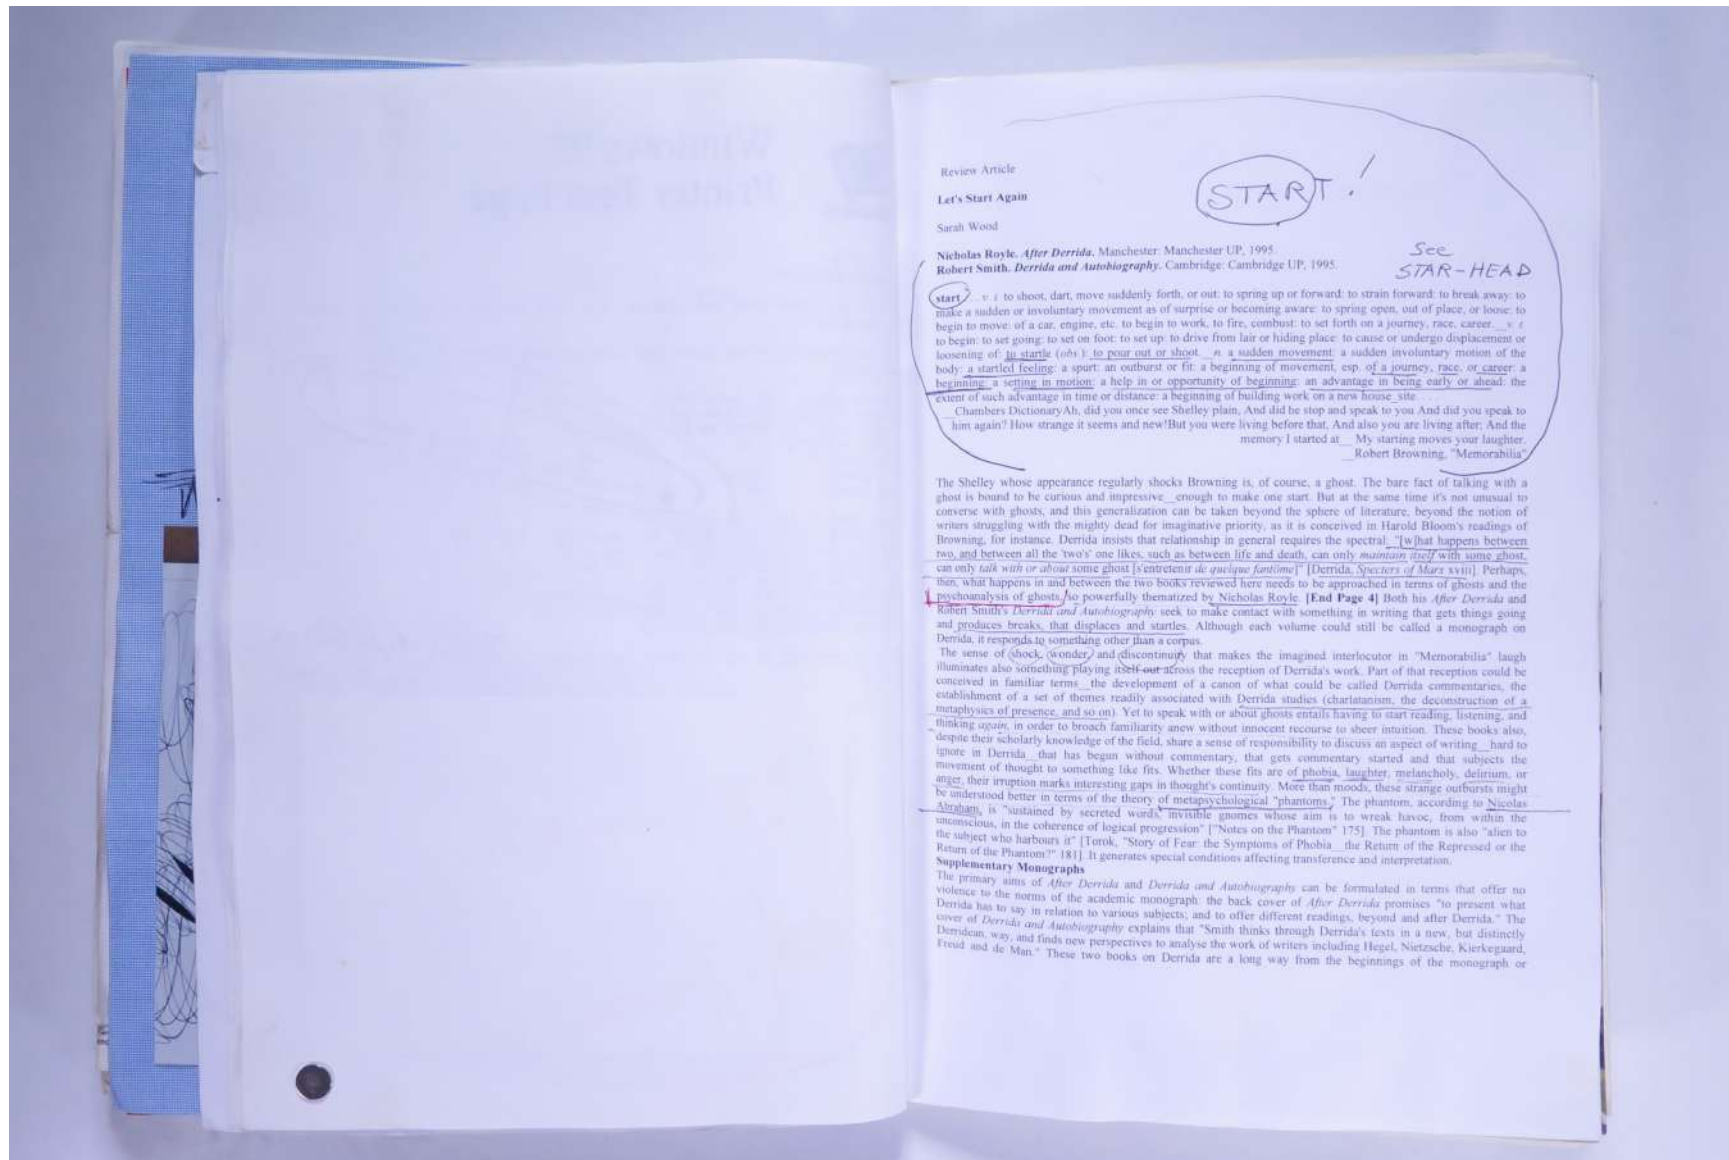 Windows
Printer Test Page
Review Article
START!
Let's Start Again
Sarah Wood
Nicholas Royle. After Derrida. Manchester: Manchester UP, 1995.
See
Robert Smith. Derrida and Autobiography. Cambridge: Cambridge UP, 1995.
STAR-HEAD
start . . . v. i. to shoot, dart, move suddenly forth, or out: to spring up or forward: to strain forward: to break away: to
make a sudden or involuntary movement as of surprise or becoming aware: to spring open, out of place, or loose: to
begin to move: of a car, engine, etc. to begin to work, to fire, combust: to set forth on a journey, race, career.__v. t.
to begin: to set going: to set on foot: to set up: to drive from lair or hiding place: to cause or undergo displacement or
loosening of: to startle (obs.): to pour out or shoot.__n. a sudden movement: a sudden involuntary motion of the
body: a startled feeling: a spurt: an outburst or fit: a beginning of movement, esp. of a journey, race, or career: a
beginning: a setting in motion: a help in or opportunity of beginning: an advantage in being early or ahead: the
extent of such advantage in time or distance: a beginning of building work on a new house_site. . . .
__Chambers DictionaryAh, did you once see Shelley plain, And did he stop and speak to you And did you speak to
him again? How strange it seems and new!But you were living before that, And also you are living after; And the
memory I started at__ My starting moves your laughter.
__Robert Browning, "Memorabilia"
The Shelley whose appearance regularly shocks Browning is, of course, a ghost. The bare fact of talking with a
ghost is bound to be curious and impressive__enough to make one start. But at the same time it's not unusual to
converse with ghosts, and this generalization can be taken beyond the sphere of literature, beyond the notion of
writers struggling with the mighty dead for imaginative priority, as it is conceived in Harold Bloom's readings of
Browning, for instance. Derrida insists that relationship in general requires the spectral: "[w]hat happens between
two, and between all the 'two's' one likes, such as between life and death, can only maintain itself with some ghost,
can only talk with or about some ghost [s'entretenir de quelque fantôme]" [Derrida, Specters of Marx xviii]. Perhaps,
then, what happens in and between the two books reviewed here needs to be approached in terms of ghosts and the
psychoanalysis of ghosts, so powerfully thematized by Nicholas Royle. [End Page 4] Both his After Derrida and
Robert Smith's Derrida and Autobiography seek to make contact with something in writing that gets things going
and produces breaks, that displaces and startles. Although each volume could still be called a monograph on
Derrida, it responds to something other than a corpus.
The sense of shock, wonder, and discontinuity that makes the imagined interlocutor in "Memorabilia" laugh
illuminates also something playing itself out across the reception of Derrida's work. Part of that reception could be
conceived in familiar terms__the development of a canon of what could be called Derrida commentaries, the
establishment of a set of themes readily associated with Derrida studies (charlatanism, the deconstruction of a
metaphysics of presence, and so on). Yet to speak with or about ghosts entails having to start reading, listening, and
thinking again, in order to broach familiarity anew without innocent recourse to sheer intuition. These books also,
despite their scholarly knowledge of the field, share a sense of responsibility to discuss an aspect of writing__hard to
ignore in Derrida__that has begun without commentary, that gets commentary started and that subjects the
movement of thought to something like fits. Whether these fits are of phobia, laughter, melancholy, delirium, or
anger, their irruption marks interesting gaps in thought's continuity. More than moods, these strange outbursts might
be understood better in terms of the theory of metapsychological "phantoms." The phantom, according to Nicolas
Abraham, is "sustained by secreted words, invisible gnomes whose aim is to wreak havoc, from within the
unconscious, in the coherence of logical progression" ["Notes on the Phantom" 175]. The phantom is also "alien to
the subject who harbours it" [Torok, "Story of Fear: the Symptoms of Phobia__the Return of the Repressed or the
Return of the Phantom?" 181]. It generates special conditions affecting transference and interpretation.
Supplementary Monographs
The primary aims of After Derrida and Derrida and Autobiography can be formulated in terms that offer no
violence to the norms of the academic monograph: the back cover of After Derrida promises "to present what
Derrida has to say in relation to various subjects; and to offer different readings, beyond and after Derrida." The
cover of Derrida and Autobiography explains that "Smith thinks through Derrida's texts in a new, but distinctly
Derridean, way, and finds new perspectives to analyse the work of writers including Hegel, Nietzsche, Kierkegaard,
Freud and de Man." These two books on Derrida are a long way from the beginnings of the monograph or